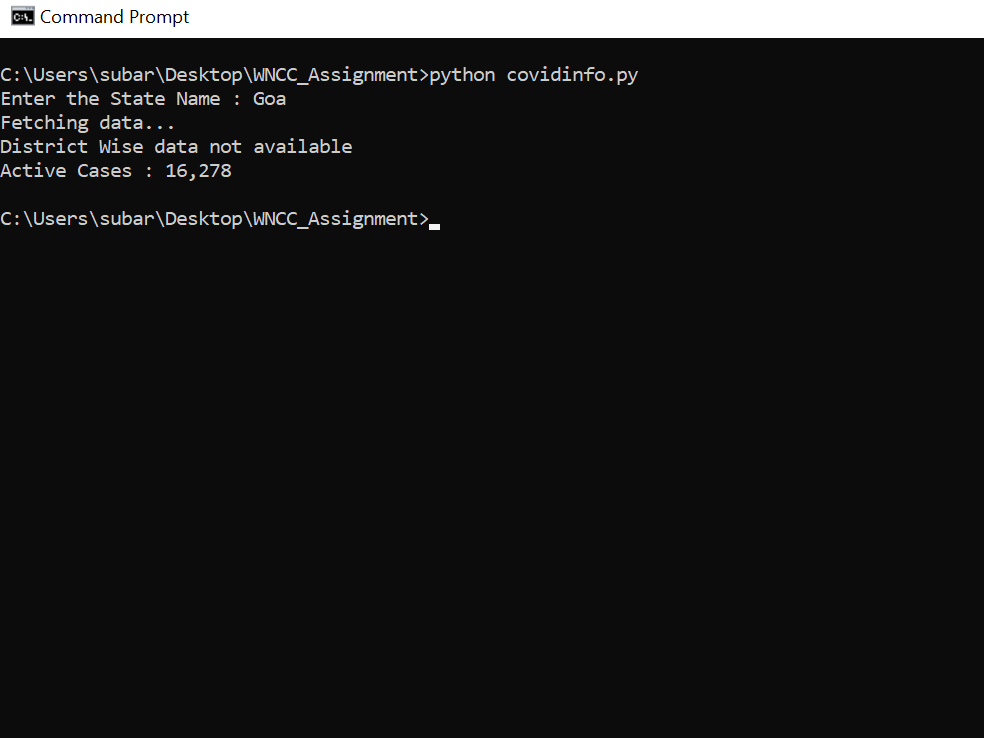 Command Prompt
C:\Users\subar\Desktop\WNCC_Assignment>python covidinfo.py
Enter the State Name : Goa
Fetching data...
District Wise data not available
Active Cases : 16,278
C:\Users\subar\Desktop\WNCC_Assignment>